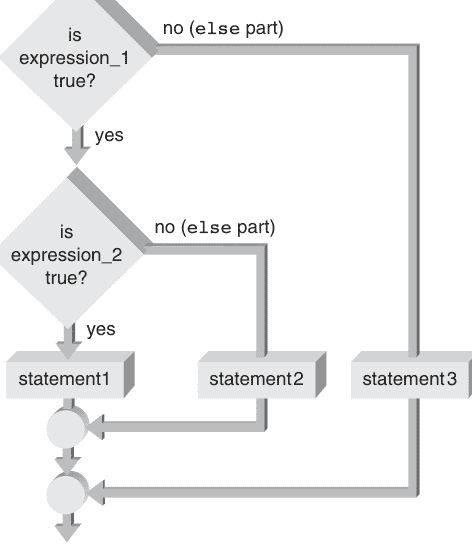 no (else part)
is
expression_1
true?
yes
no (else part)
is
expression_2
true?
yes
statement1
statement2
statement3